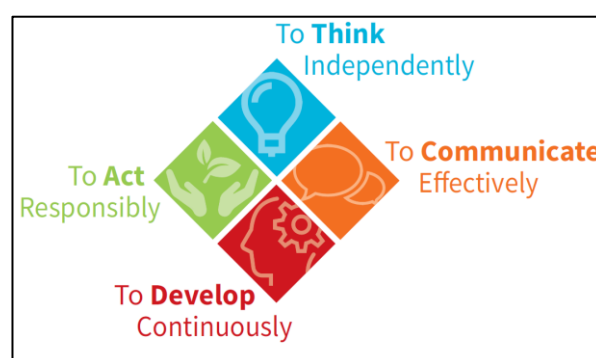 To Think
Independently
To Communicate
Effectively
To Act
Responsibly
To Develop
Continuously